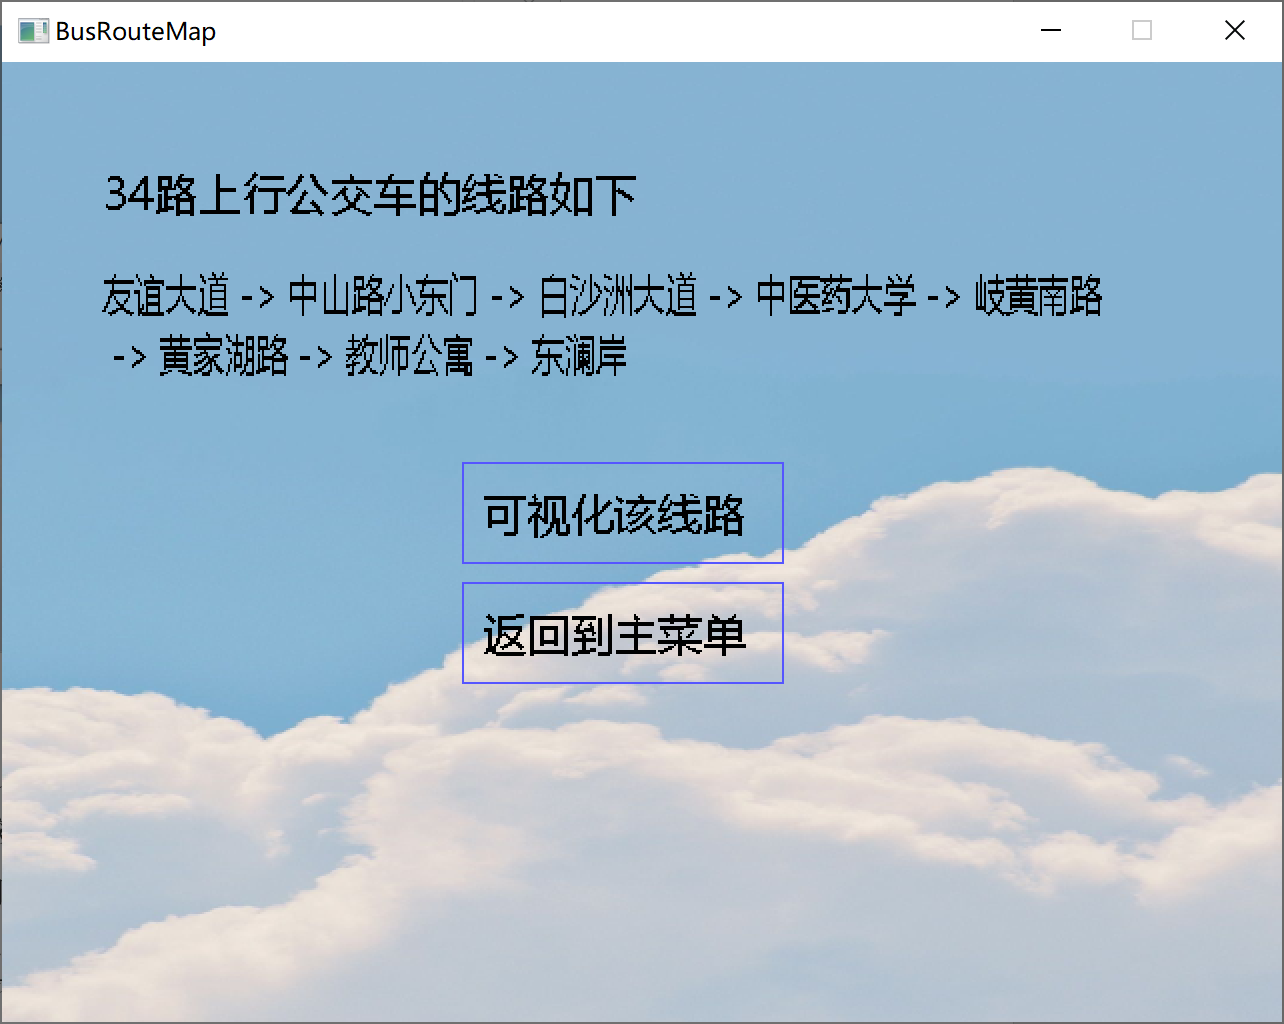 BusRouteMap
34路上行公交车的线路如下
友谊大道 -> 中山路小东门 -> 白沙洲大道 -> 中医药大学 -> 岐黄南路
-> 黄家湖路 -> 教师公寓 -> 东澜岸
可视化该线路
返回到主菜单